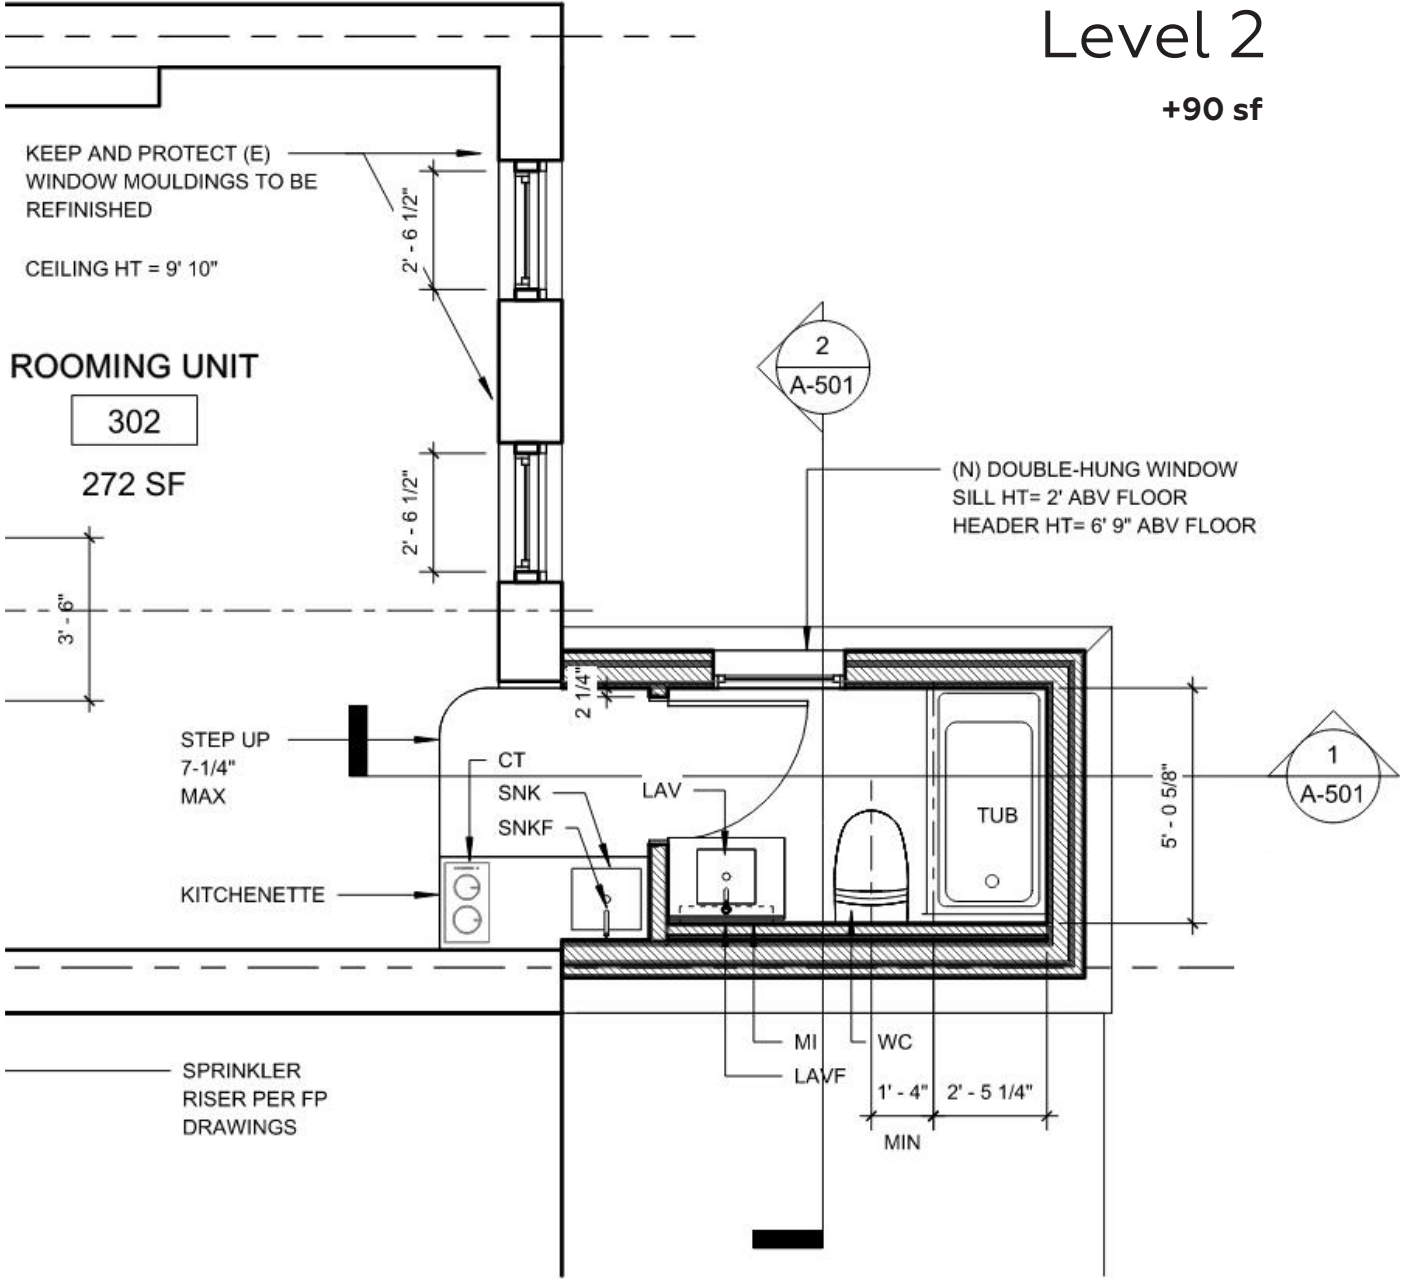 Level 2
+90 sf
KEEP AND PROTECT (E)
WINDOW MOULDINGS TO BE
REFINISHED
CEILING HT = 9' 10"
2' - 6 1/2"
ROOMING UNIT
302
272 SF
2
A-501
2' - 6 1/2"
(N) DOUBLE-HUNG WINDOW
SILL HT= 2' ABV FLOOR
HEADER HT= 6' 9" ABV FLOOR
3' - 6"
2 1/4"
STEP UP
7-1/4"
MAX
CT
SNK
SNKF
LAV
TUB
5' - 0 5/8"
1
A-501
KITCHENETTE
MI
WC
LAVF
1' - 4"
MIN
2' - 5 1/4"
SPRINKLER
RISER PER FP
DRAWINGS